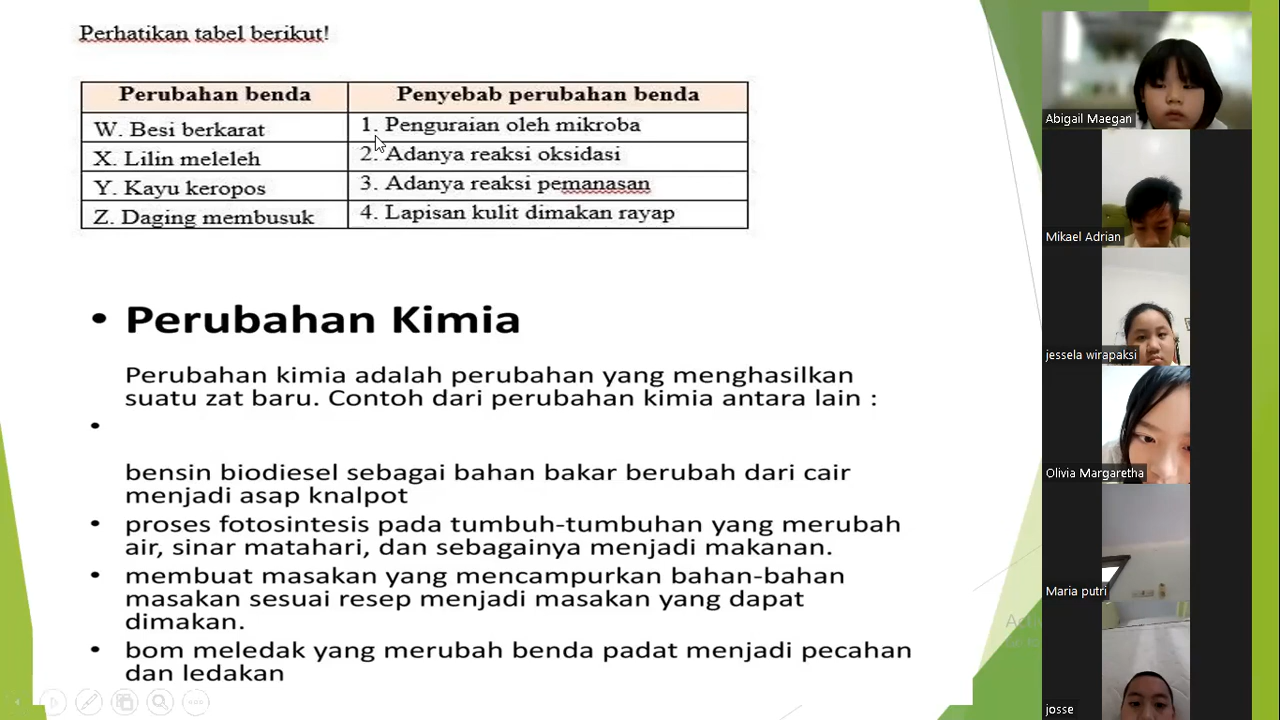 Perhatikan tabel berikut!
Perubahan benda Penyebab perubahan benda
W. Besi berkarat 1. Penguraian oleh mikroba
X. Lilin meleleh 2. Adanya reaksi oksidasi
Y. Kayu keropos 3. Adanya reaksi pemanasan
Z. Daging membusuk 4. Lapisan kulit dimakan rayap
• Perubahan Kimia
Perubahan kimia adalah perubahan yang menghasilkan
suatu zat baru. Contoh dari perubahan kimia antara lain :
•
bensin biodiesel sebagai bahan bakar berubah dari cair
menjadi asap knalpot
• proses fotosintesis pada tumbuh-tumbuhan yang merubah
air, sinar matahari, dan sebagainya menjadi makanan.
• membuat masakan yang mencampurkan bahan-bahan
masakan sesuai resep menjadi masakan yang dapat
dimakan.
• bom meledak yang merubah benda padat menjadi pecahan
dan ledakan
Abigail Maegan
Mikael Adrian
jessela wirapaksi
Olivia Margaretha
Maria putri
josse